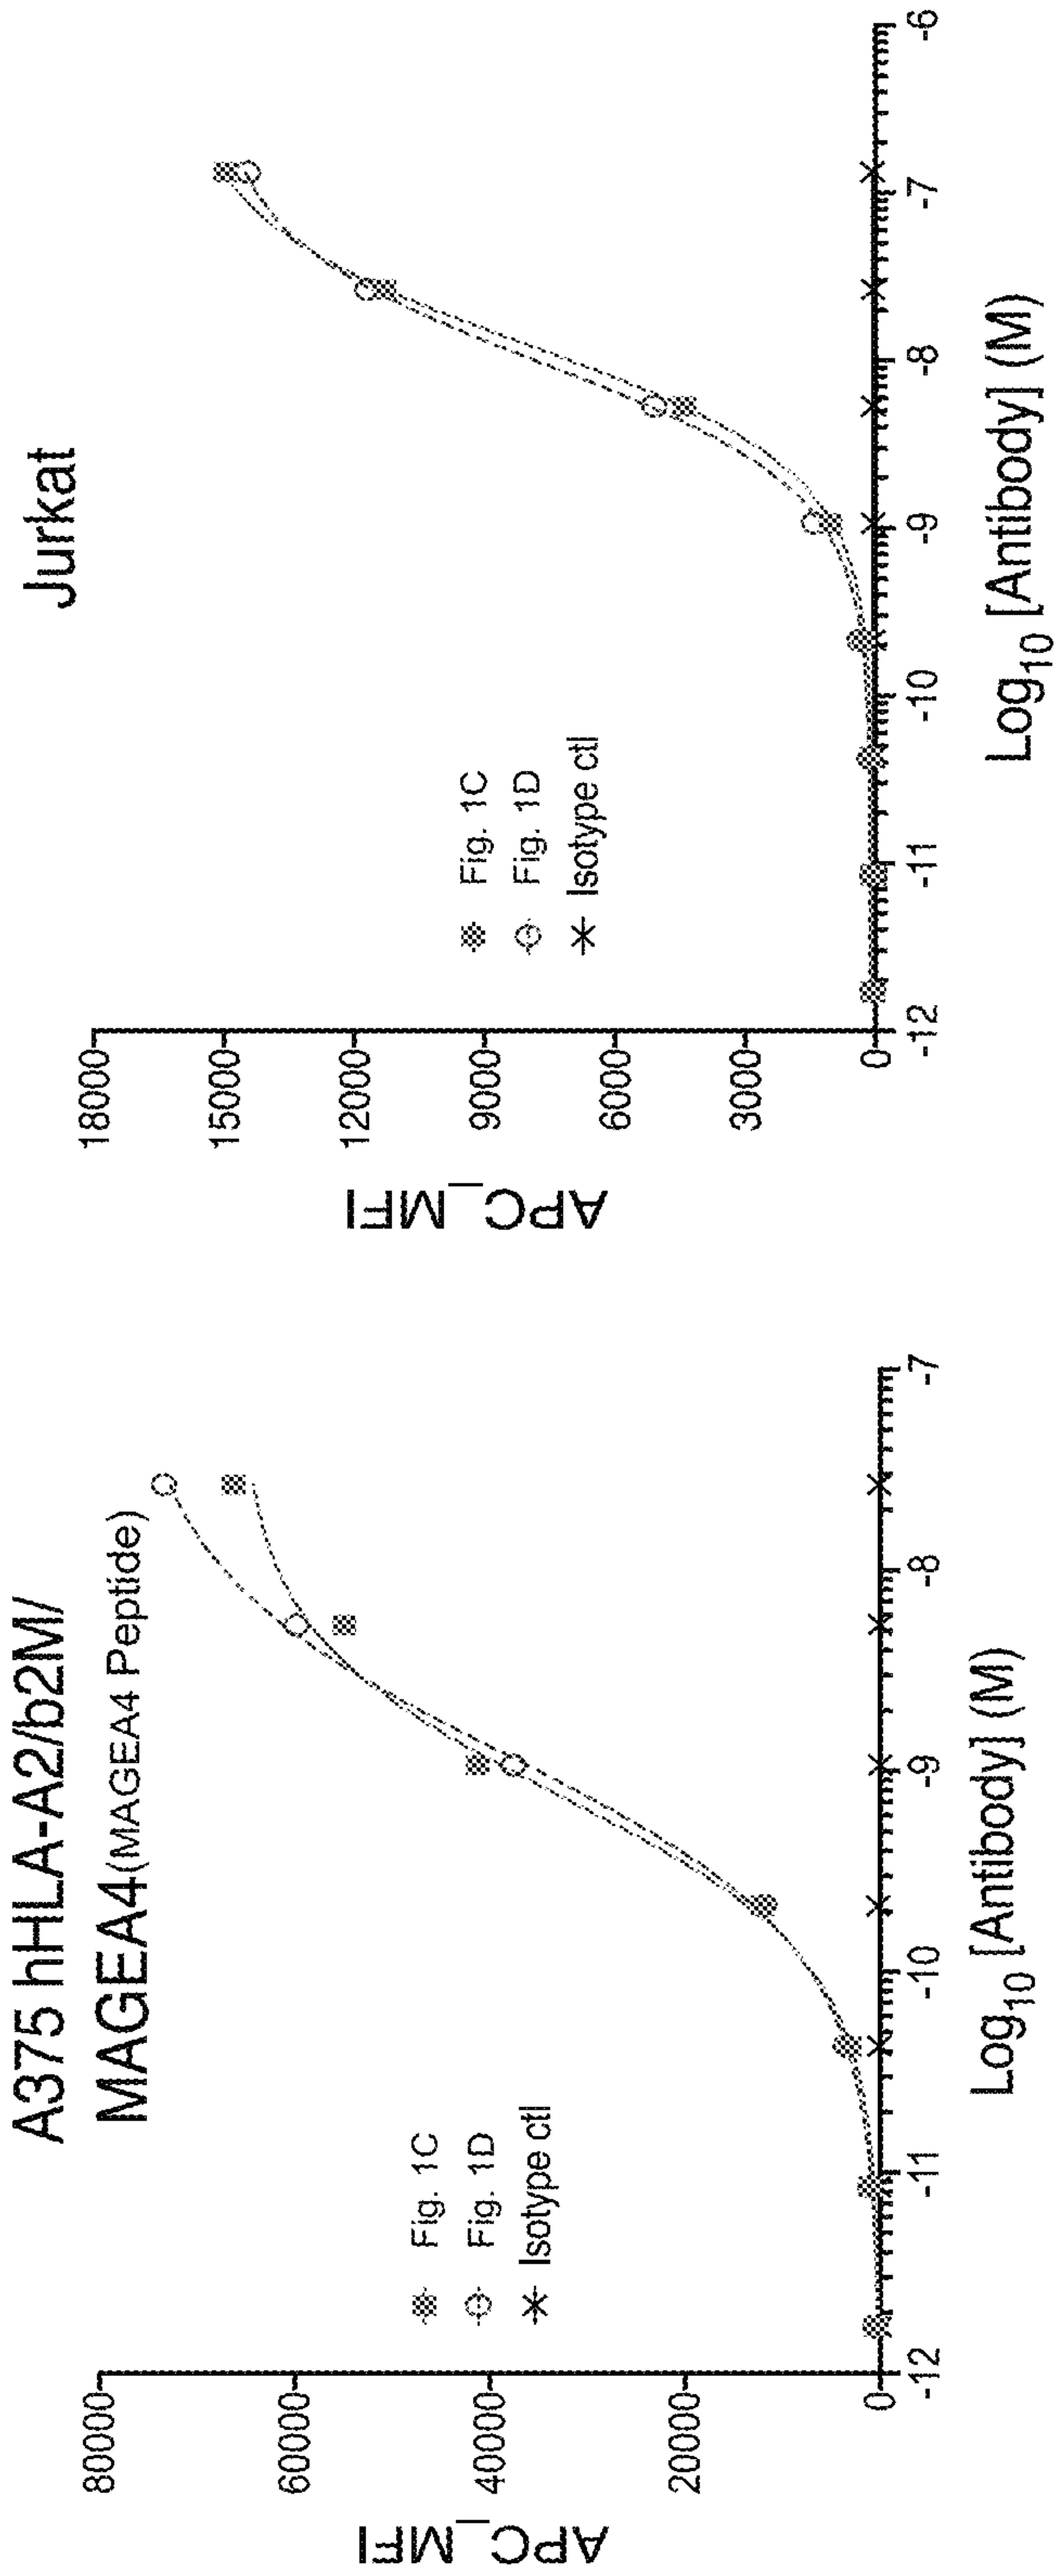 A375 hHLA-A2/b2M/
MAGEA4(MAGEA4 Peptide)
80000
60000
40000
20000
0
APC_MFI
Fig. 1C
Fig. 1D
Isotype ctl
-12
-11
-10
-9
-8
-7
Log10 [Antibody] (M)
Jurkat
18000
15000
12000
9000
6000
3000
0
APC_MFI
Fig. 1C
Fig. 1D
Isotype ctl
-12
-11
-10
-9
-8
-7
-6
Log10 [Antibody] (M)